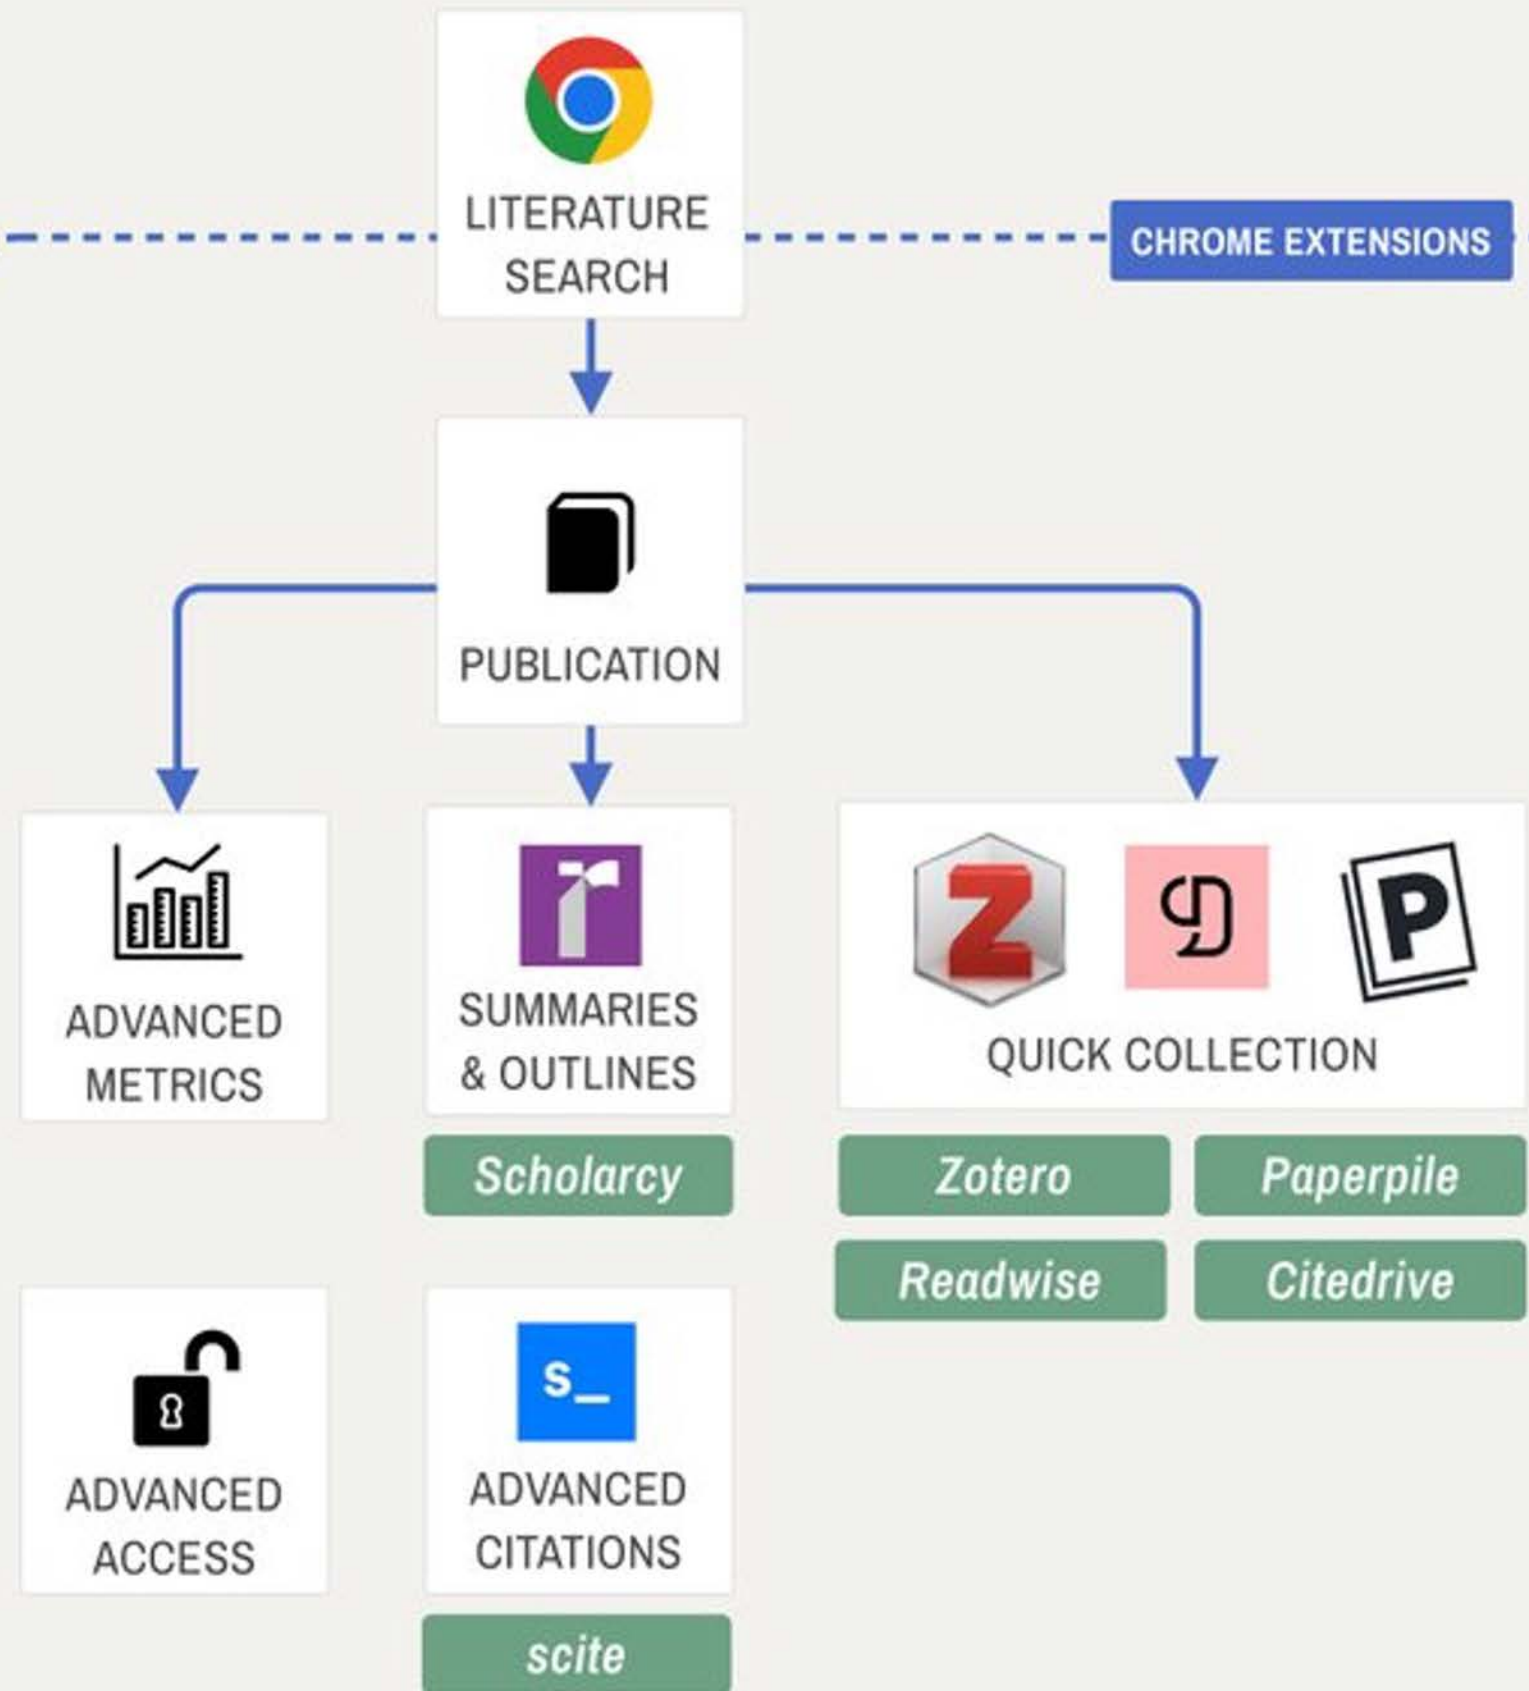 LITERATURE
SEARCH
CHROME EXTENSIONS
PUBLICATION
ADVANCED
METRICS
SUMMARIES
& OUTLINES
Scholarcy
Z
P
QUICK COLLECTION
Zotero
Paperpile
Readwise
Citedrive
ADVANCED
ACCESS
s_
ADVANCED
CITATIONS
scite